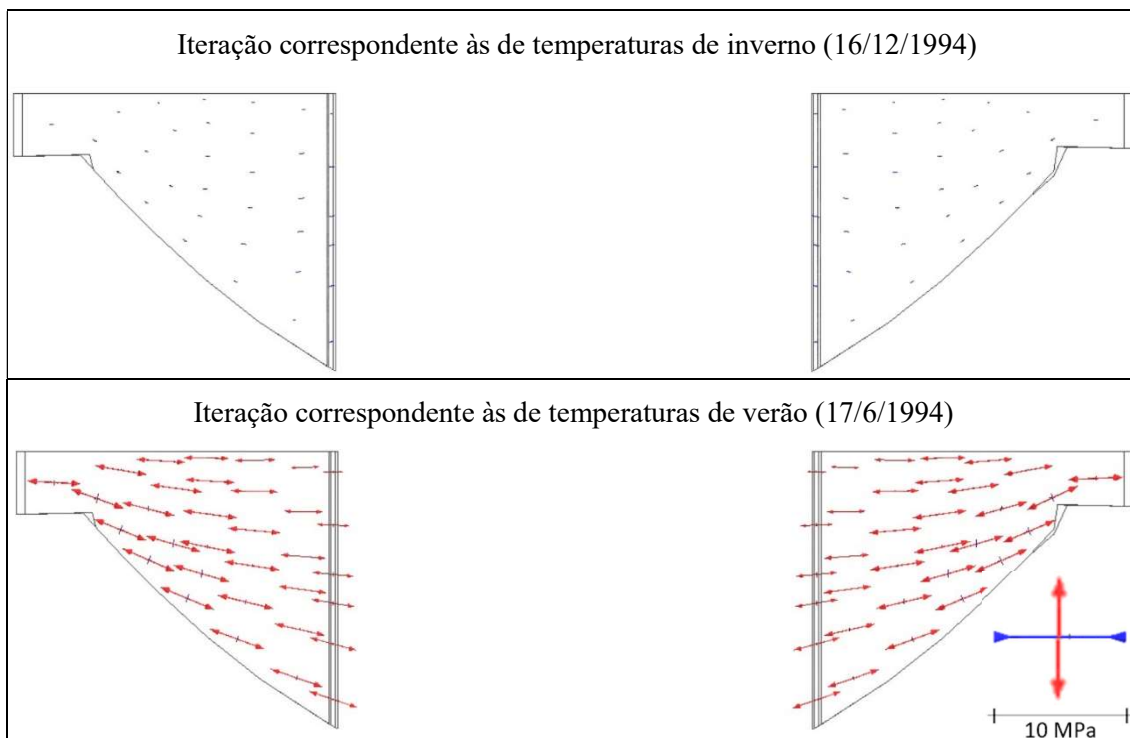 Iteração correspondente às de temperaturas de inverno (16/12/1994)
Iteração correspondente às de temperaturas de verão (17/6/1994)
10 MPa